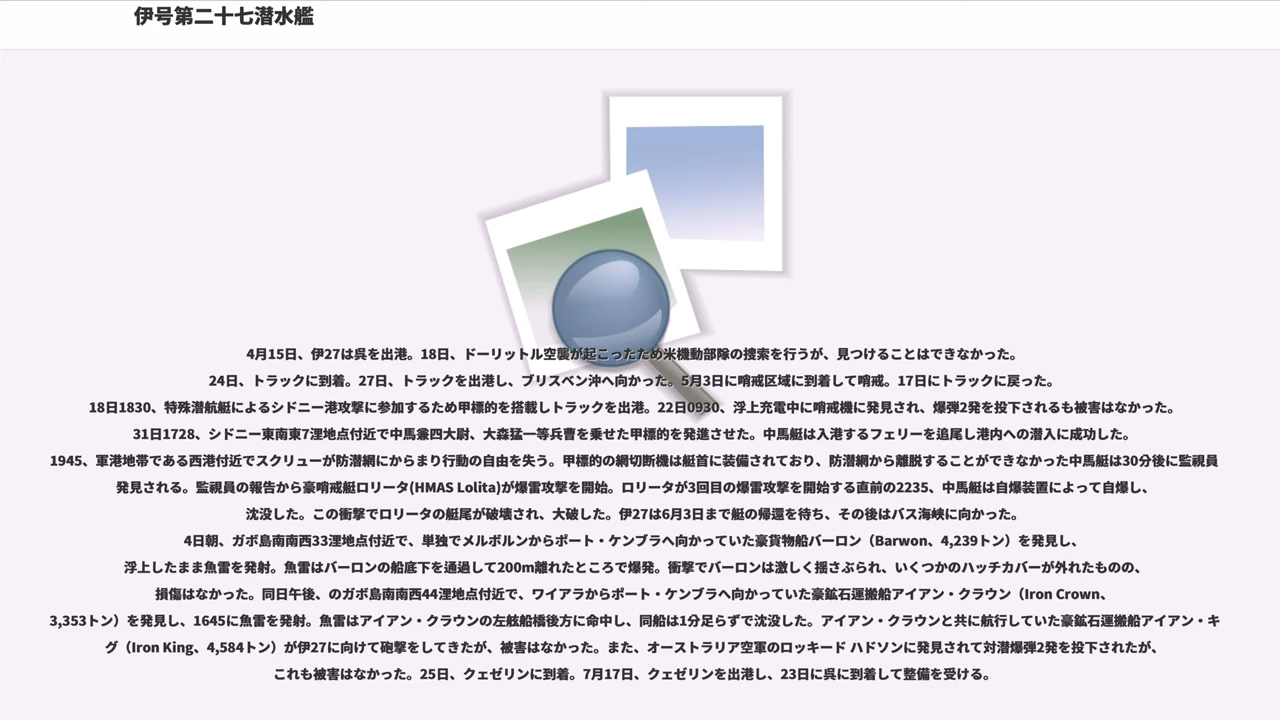 伊号第二十七潜水艦
4月15日、伊27は呉を出港。18日、ドーリットル空襲が起こったため米機動部隊の捜索を行うが、見つけることはできなかった。
24日、トラックに到着。27日、トラックを出港し、ブリスベン沖へ向かった。5月3日に哨戒区域に到着して哨戒。17日にトラックに戻った。
18日1830、特殊潜航艇によるシドニー港攻撃に参加するため甲標的を搭載しトラックを出港。22日0930、浮上充電中に哨戒機に発見され、爆弾2発を投下されるも被害はなかった。
31日1728、シドニー東南東7浬地点付近で中馬兼四大尉、大森猛一等兵曹を乗せた甲標的を発進させた。中馬艇は入港するフェリーを追尾し港内への潜入に成功した。
1945、軍港地帯である西港付近でスクリューが防潜網にからまり行動の自由を失う。甲標的の網切断機は艇首に装備されており、防潜網から離脱することができなかった中馬艇は30分後に監視員
発見される。監視員の報告から豪哨戒艇ロリータ(HMAS Lolita)が爆雷攻撃を開始。ロリータが3回目の爆雷攻撃を開始する直前の2235、中馬艇は自爆装置によって自爆し、
沈没した。この衝撃でロリータの艇尾が破壊され、大破した。伊27は6月3日まで艇の帰還を待ち、その後はバス海峡に向かった。
4日朝、ガボ島南南西33浬地点付近で、単独でメルボルンからポート・ケンブラへ向かっていた豪貨物船バーロン（Barwon、4,239トン）を発見し、
浮上したまま魚雷を発射。魚雷はバーロンの船底下を通過して200m離れたところで爆発。衝撃でバーロンは激しく揺さぶられ、いくつかのハッチカバーが外れたものの、
損傷はなかった。同日午後、のガボ島南南西44浬地点付近で、ワイアラからポート・ケンブラへ向かっていた豪鉱石運搬船アイアン・クラウン（Iron Crown、
3,353トン）を発見し、1645に魚雷を発射。魚雷はアイアン・クラウンの左舷船橋後方に命中し、同船は1分足らずで沈没した。アイアン・クラウンと共に航行していた豪鉱石運搬船アイアン・キ
グ（Iron King、4,584トン）が伊27に向けて砲撃をしてきたが、被害はなかった。また、オーストラリア空軍のロッキード ハドソンに発見されて対潜爆弾2発を投下されたが、
これも被害はなかった。25日、クェゼリンに到着。7月17日、クェゼリンを出港し、23日に呉に到着して整備を受ける。